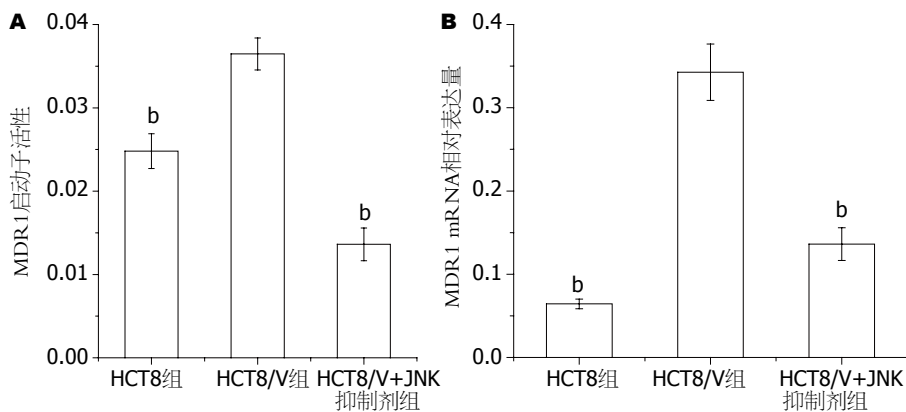 A
0.04
0.03
0.02
0.01
0.00
MDR1启动子活性
b
b
HCT8组
HCT8/V组
HCT8/V+JNK
抑制剂组
B
0.4
0.3
0.2
0.1
0.0
MDR1 mRNA相对表达量
b
b
HCT8组
HCT8/V组
HCT8/V+JNK
抑制剂组